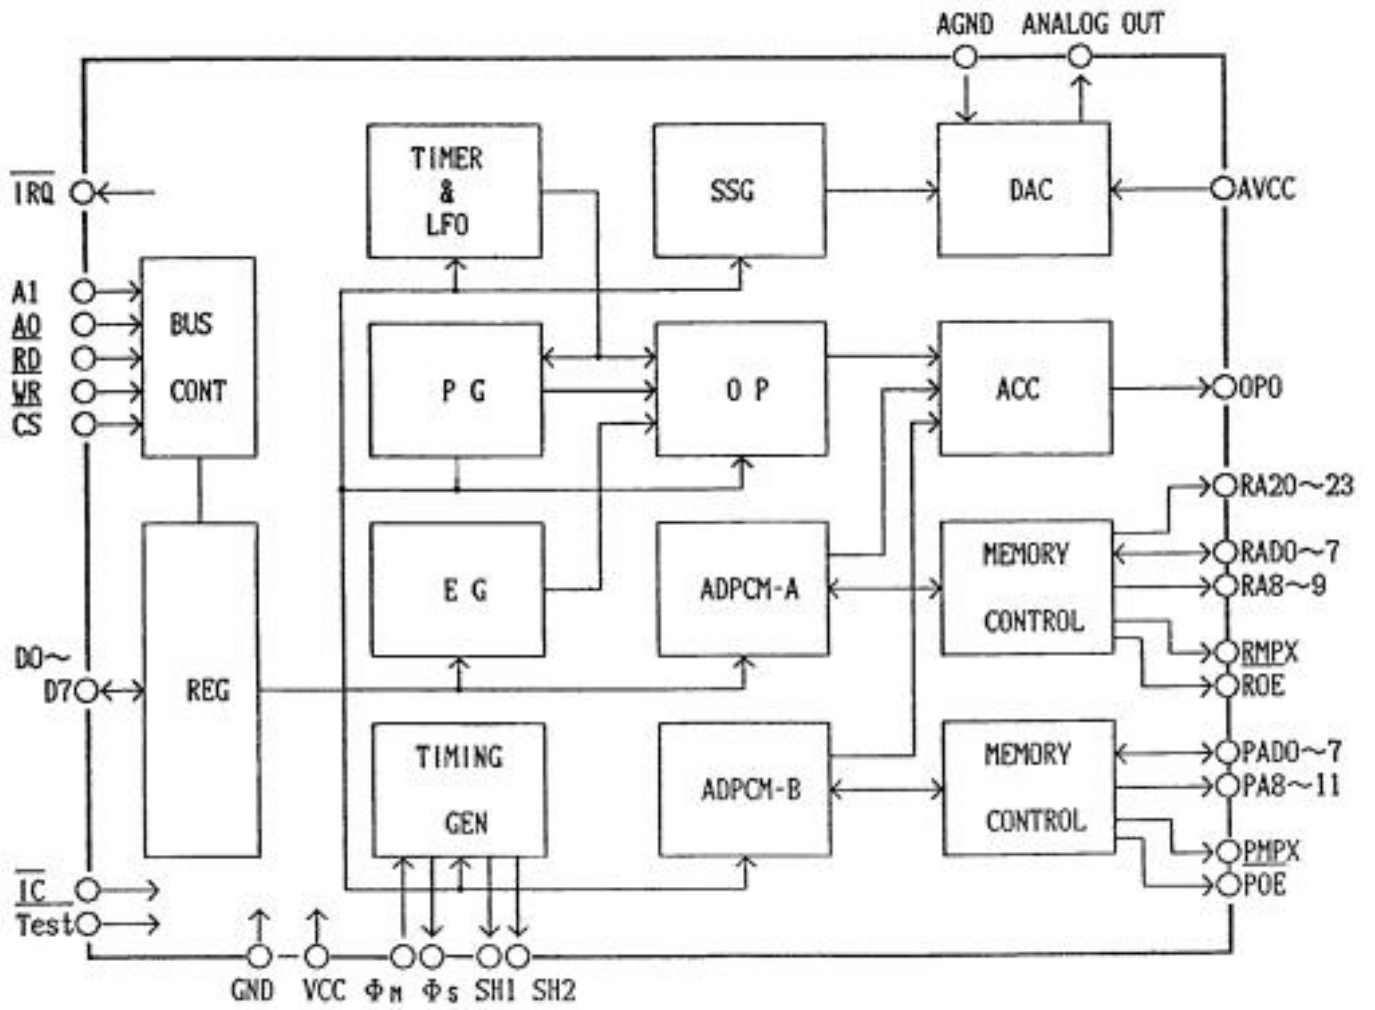 AGND ANALOG OUT
TIMER
&
LFO
SSG
DAC
AVCC
IRQ
A1
A0
RD
WR
CS
BUS
CONT
P G
O P
ACC
OPO
RA20～23
RAD0～7
RA8～9
RMPX
ROE
MEMORY
CONTROL
E G
ADPCM-A
D0～
D7
REG
TIMING
GEN
ADPCM-B
MEMORY
CONTROL
PAD0～7
PA8～11
PMPX
POE
IC
Test
GND VCC ΦM ΦS SH1 SH2